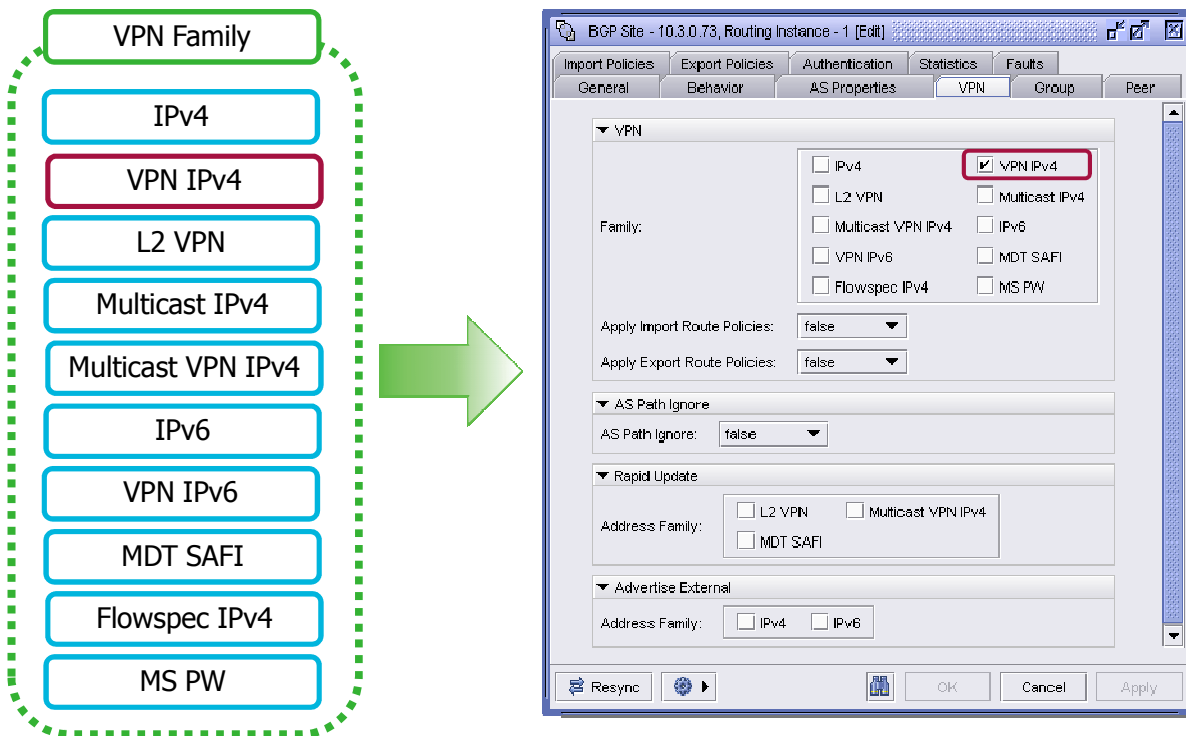 VPN Family
IPv4
VPN IPv4
L2 VPN
Multicast IPv4
Multicast VPN IPv4
IPv6
VPN IPv6
MDT SAFI
Flowspec IPv4
MS PW
BGP Site - 10.3.0.73, Routing Instance - 1 [Edit]
Import Policies Export Policies Authentication Statistics Faults
General Behavior AS Properties VPN Group Peer
VPN
Family:
IPv4 VPN IPv4
L2 VPN Multicast IPv4
Multicast VPN IPv4 IPv6
VPN IPv6 MDT SAFI
Flowspec IPv4 MS PW
Apply Import Route Policies: false
Apply Export Route Policies: false
AS Path Ignore
AS Path Ignore: false
Rapid Update
Address Family:
L2 VPN Multicast VPN IPv4
MDT SAFI
Advertise External
Address Family: IPv4 IPv6
Resync OK Cancel Apply